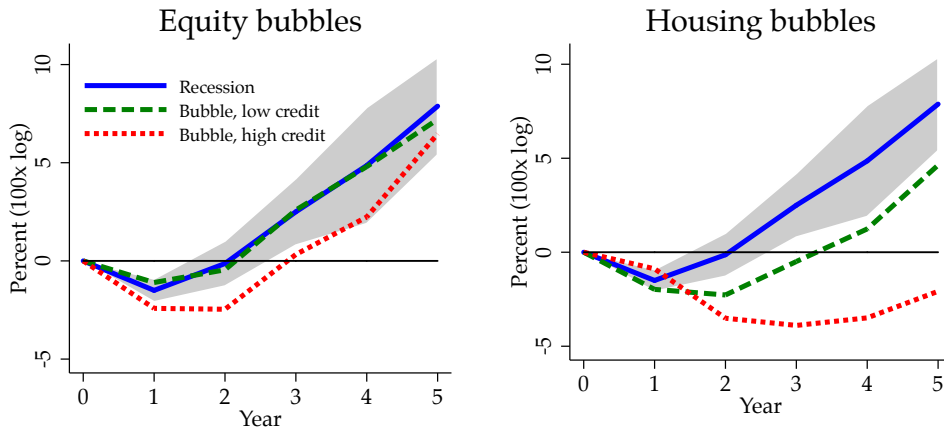 Equity bubbles
Percent (100x log)
10
5
0
-5
Recession
Bubble, low credit
Bubble, high credit
0 1 2 3 4 5
Year
Housing bubbles
Percent (100x log)
10
5
0
-5
0 1 2 3 4 5
Year